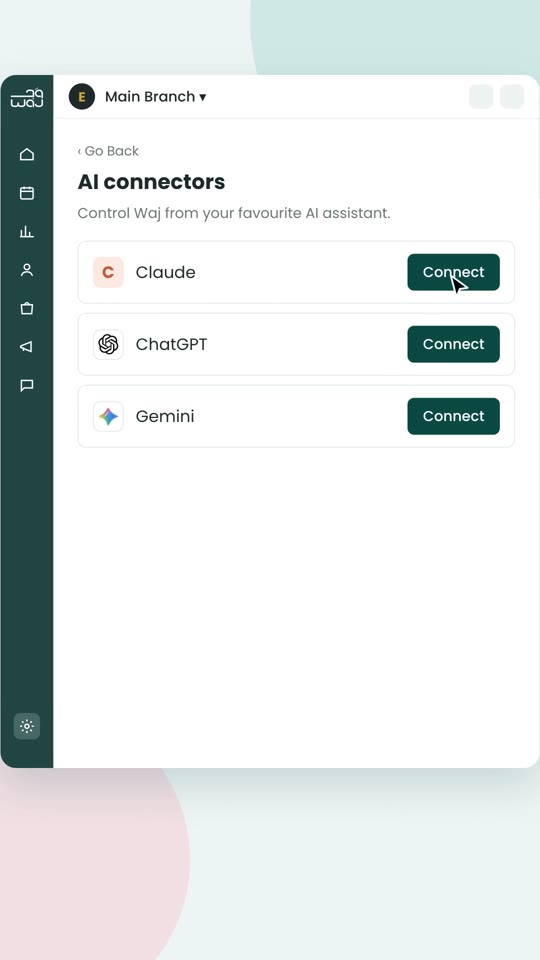 waj
E
Main Branch ▾
‹ Go Back
AI connectors
Control Waj from your favourite AI assistant.
C
Claude
Connect
ChatGPT
Connect
Gemini
Connect